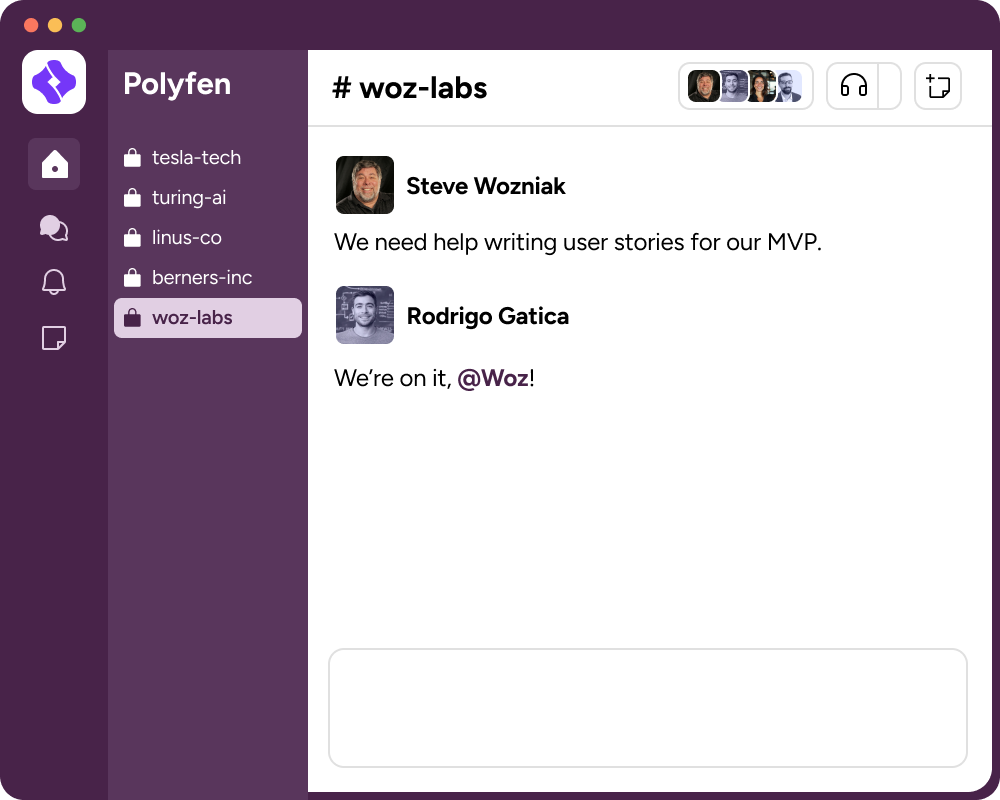 Polyfen
tesla-tech
turing-ai
linus-co
berners-inc
woz-labs
# woz-labs
Steve Wozniak
We need help writing user stories for our MVP.
Rodrigo Gatica
We’re on it, @Woz!